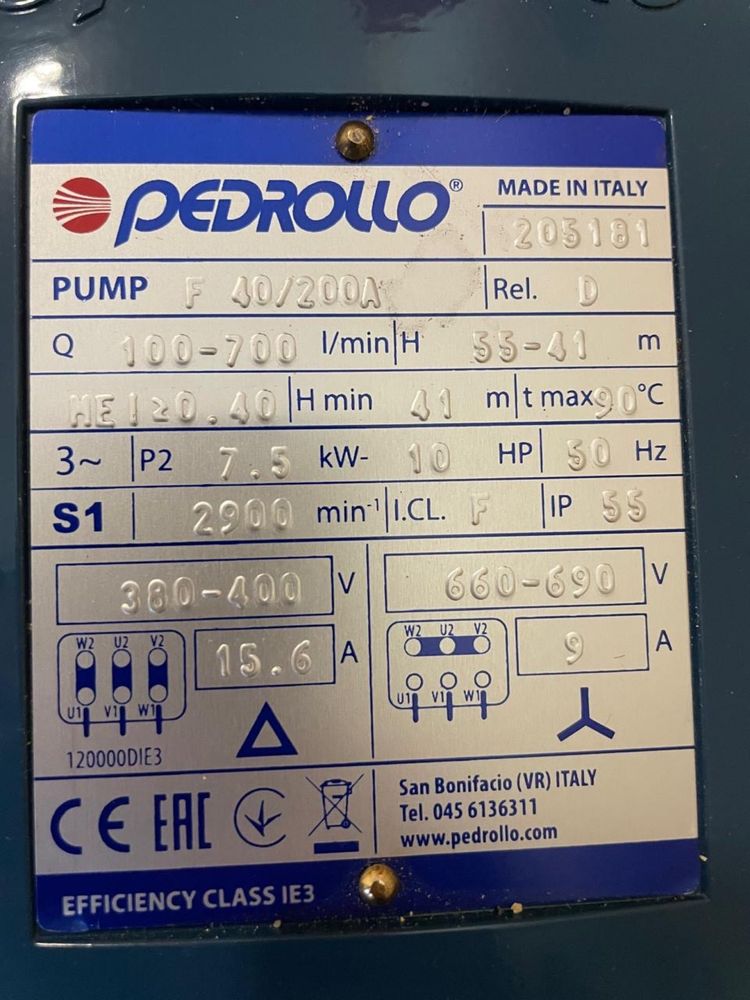 PEDROLLO® MADE IN ITALY
205181
PUMP F 40/200A Rel. D
Q 100-700 l/min H 55-41 m
MEI≥0.40 H min 41 m t max 90 °C
3~ P2 7.5 kW- 10 HP 50 Hz
S1 2900 min⁻¹ I.CL. F IP 55
380-400 V 660-690 V
W2 U2 V2 15.6 A W2 U2 V2 9 A
U1 V1 W1 U1 V1 W1
120000DIE3
CE EAC
San Bonifacio (VR) ITALY
Tel. 045 6136311
www.pedrollo.com
EFFICIENCY CLASS IE3